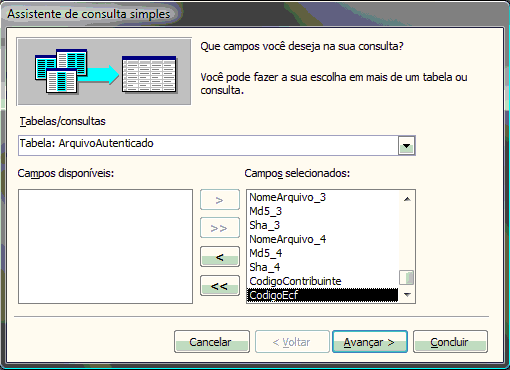 Assistente de consulta simples
Que campos você deseja na sua consulta?
Você pode fazer a sua escolha em mais de um tabela ou
consulta.
Tabelas/consultas
Tabela: ArquivoAutenticado
Campos disponíveis:
Campos selecionados:
>
>>
<
<<
NomeArquivo_3
Md5_3
Sha_3
NomeArquivo_4
Md5_4
Sha_4
CodigoContribuinte
CodigoEcf
Cancelar
< Voltar
Avançar >
Concluir